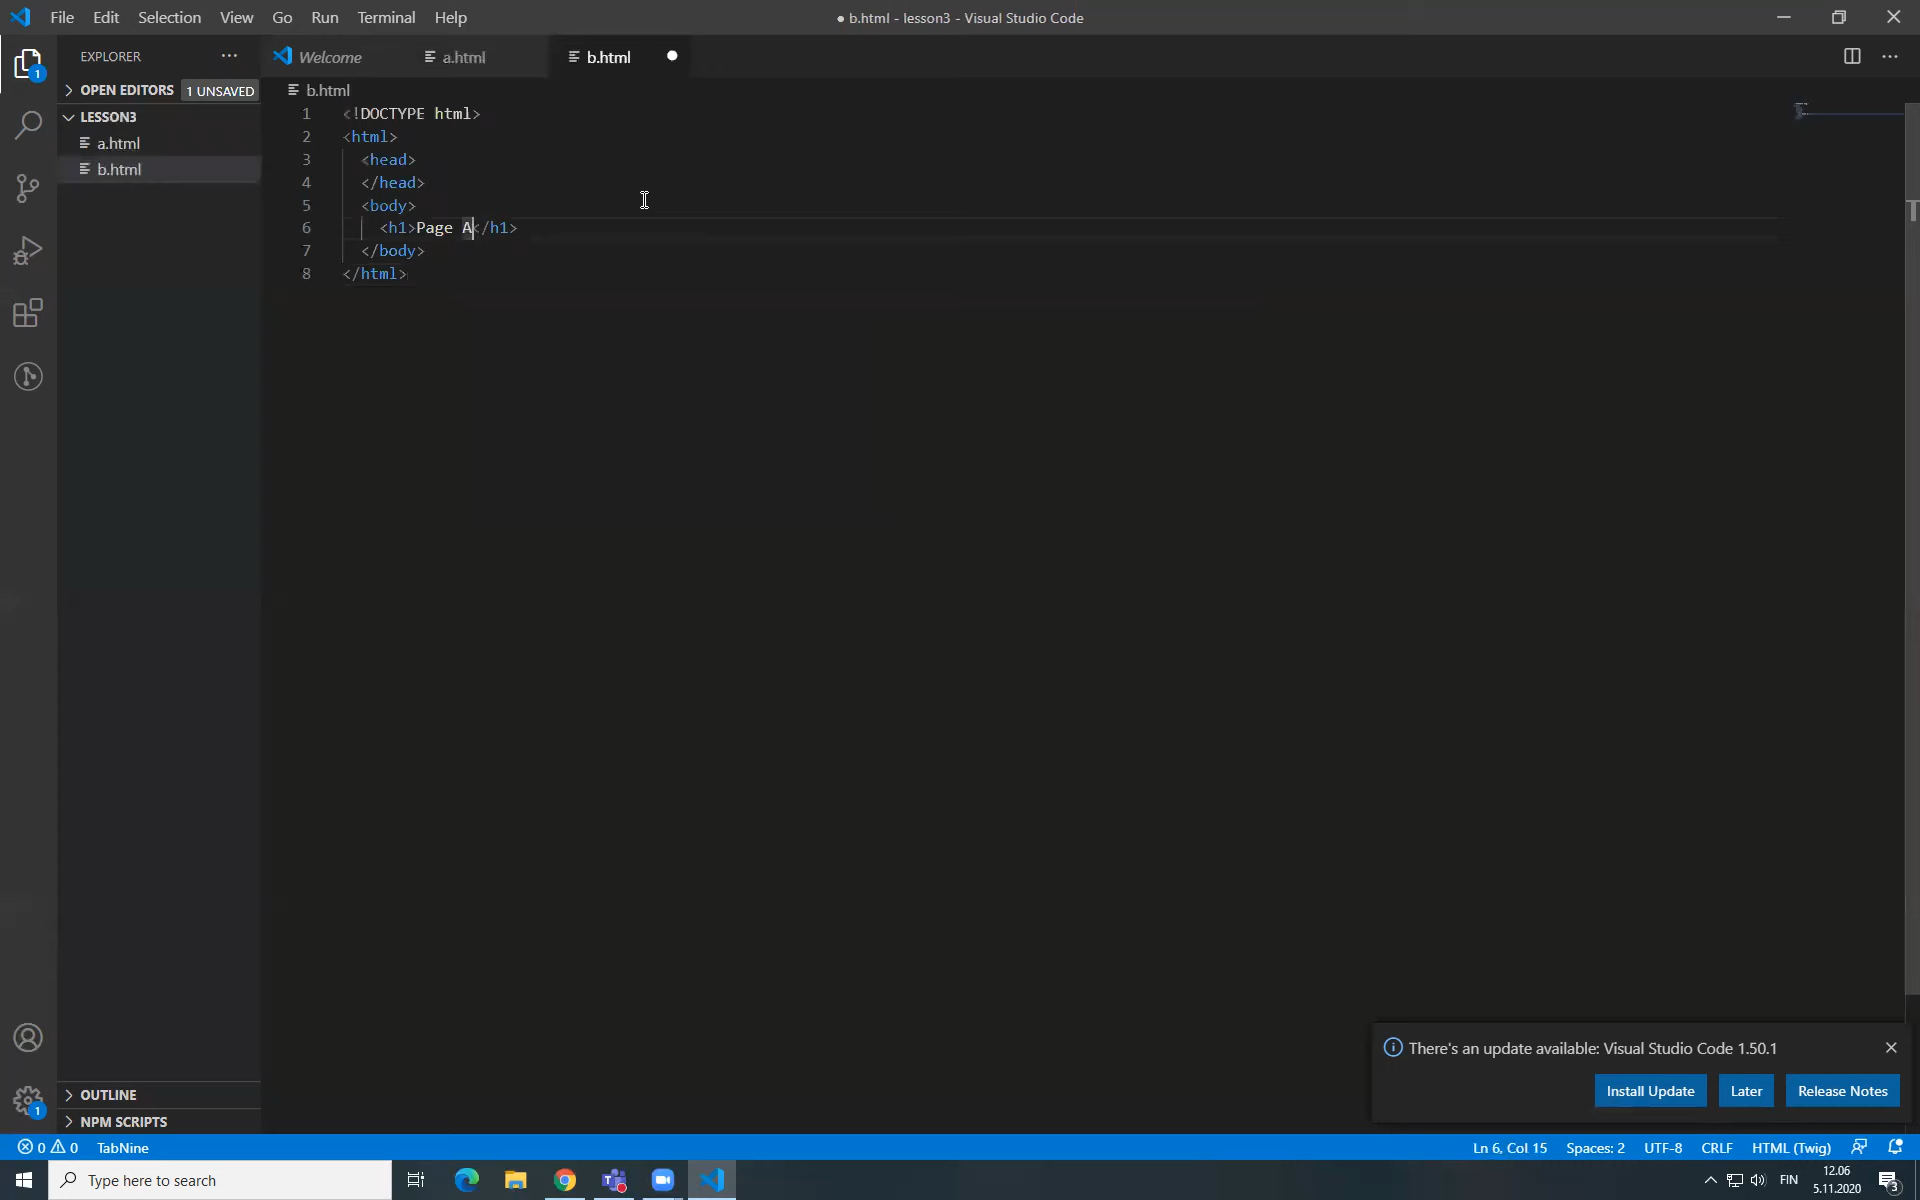 File Edit Selection View Go Run Terminal Help
● b.html - lesson3 - Visual Studio Code
EXPLORER
Welcome
a.html
b.html
OPEN EDITORS
1 UNSAVED
LESSON3
a.html
b.html
b.html
1 <!DOCTYPE html>
2 <html>
3 <head>
4 </head>
5 <body>
6 <h1>Page A</h1>
7 </body>
8 </html>
1
1
There's an update available: Visual Studio Code 1.50.1
Install Update
Later
Release Notes
OUTLINE
NPM SCRIPTS
0 0 TabNine
Ln 6, Col 15 Spaces: 2 UTF-8 CRLF HTML (Twig)
Type here to search
FIN
12.06
5.11.2020
3